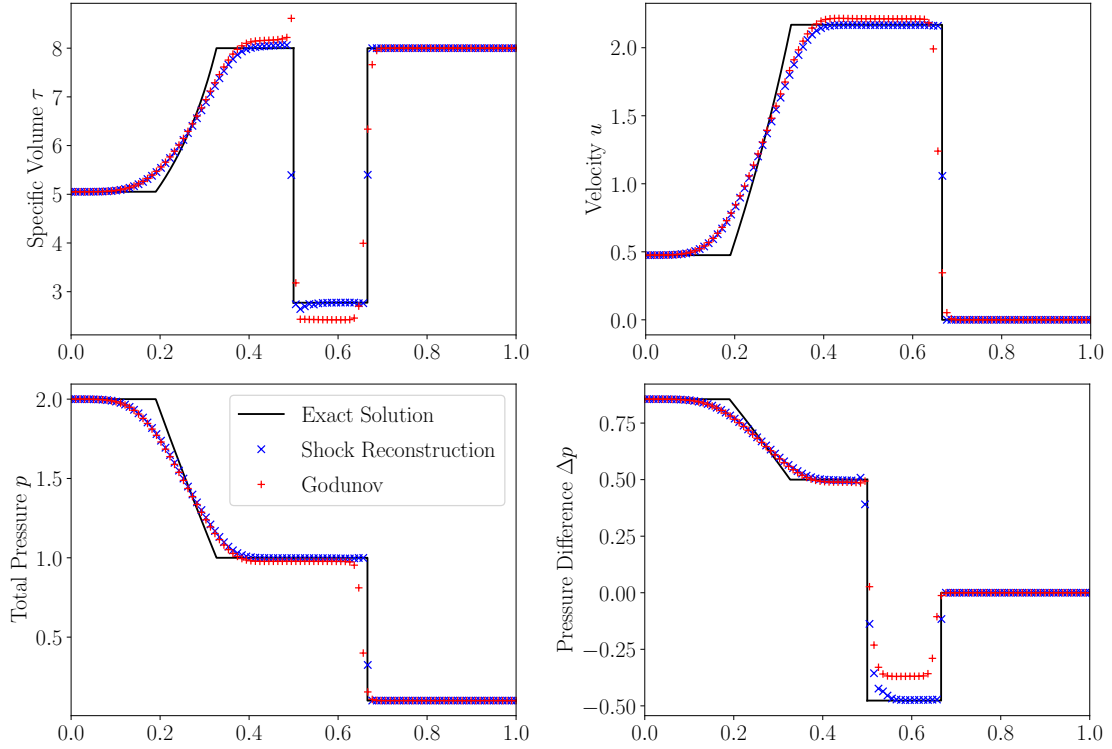 Specific Volume τ
8
7
6
5
4
3
0.0 0.2 0.4 0.6 0.8 1.0
Velocity u
2.0
1.5
1.0
0.5
0.0
0.0 0.2 0.4 0.6 0.8 1.0
Total Pressure p
2.0
1.5
1.0
0.5
Exact Solution
Shock Reconstruction
Godunov
0.0 0.2 0.4 0.6 0.8 1.0
Pressure Difference Δp
0.75
0.50
0.25
0.00
−0.25
−0.50
0.0 0.2 0.4 0.6 0.8 1.0